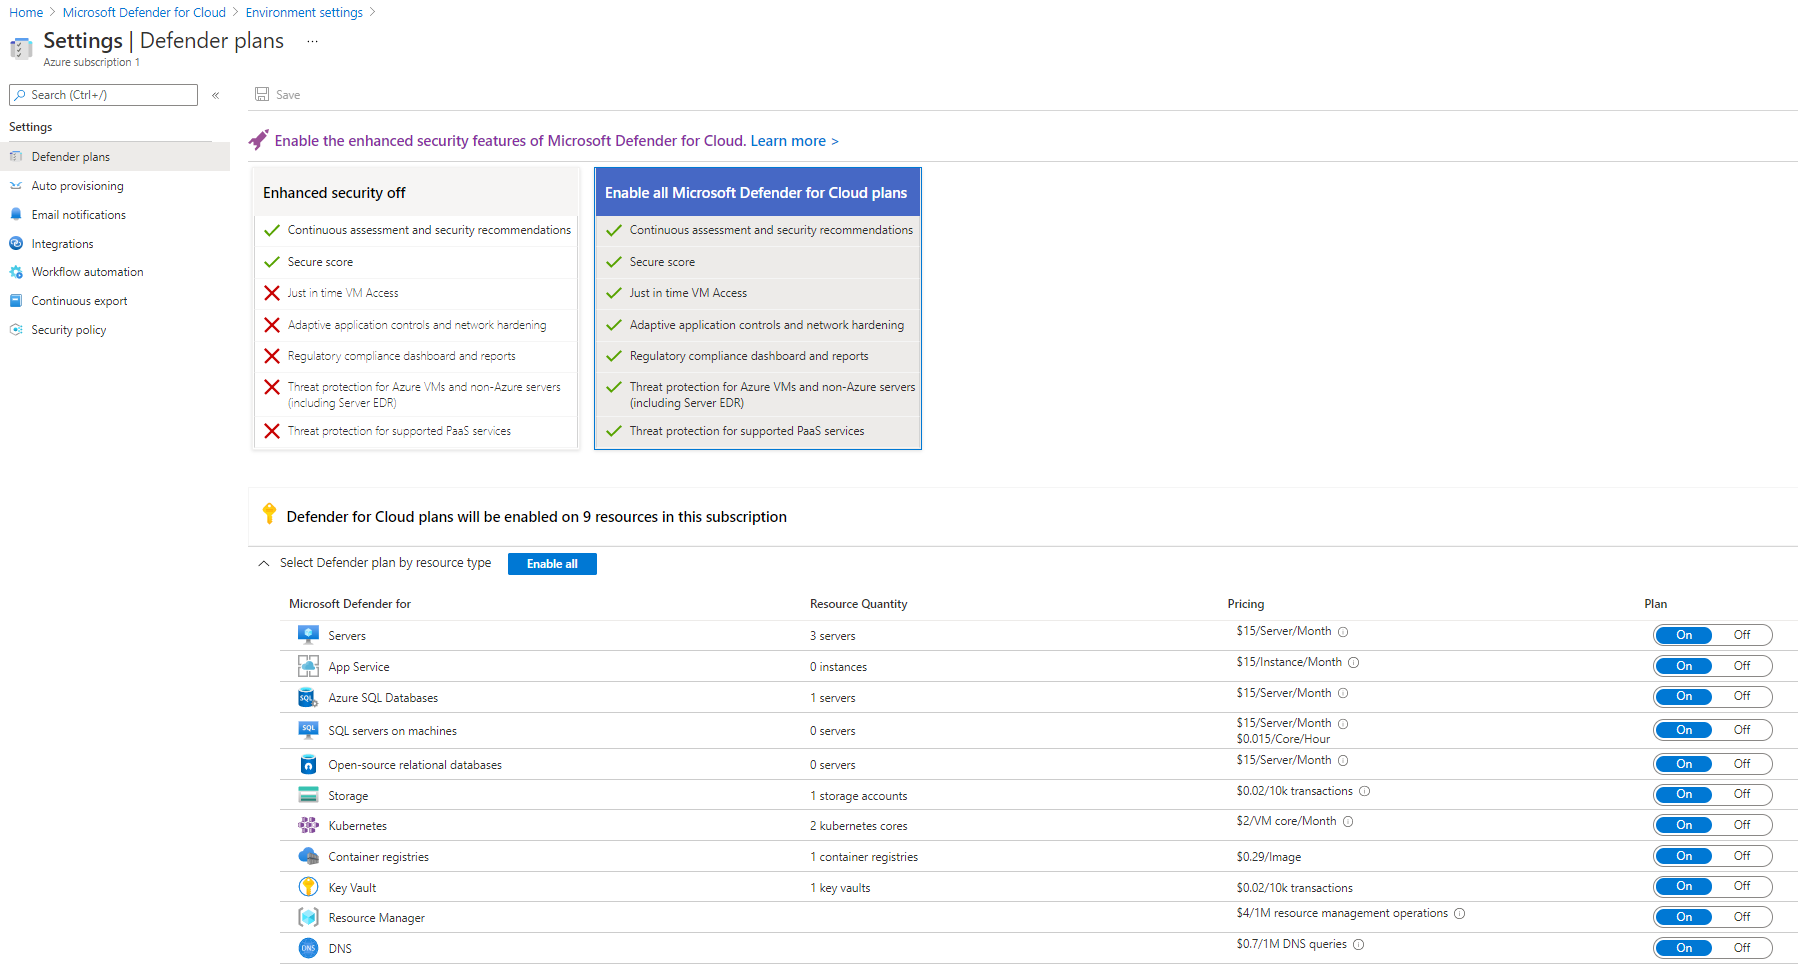 Home > Microsoft Defender for Cloud > Environment settings >
Settings | Defender plans ...
Azure subscription 1
Search (Ctrl+/) «
Settings
Defender plans
Auto provisioning
Email notifications
Integrations
Workflow automation
Continuous export
Security policy
Save
Enable the enhanced security features of Microsoft Defender for Cloud. Learn more >
Enhanced security off
Continuous assessment and security recommendations
Secure score
Just in time VM Access
Adaptive application controls and network hardening
Regulatory compliance dashboard and reports
Threat protection for Azure VMs and non-Azure servers
(including Server EDR)
Threat protection for supported PaaS services
Enable all Microsoft Defender for Cloud plans
Continuous assessment and security recommendations
Secure score
Just in time VM Access
Adaptive application controls and network hardening
Regulatory compliance dashboard and reports
Threat protection for Azure VMs and non-Azure servers
(including Server EDR)
Threat protection for supported PaaS services
Defender for Cloud plans will be enabled on 9 resources in this subscription
Select Defender plan by resource type Enable all
Microsoft Defender for Resource Quantity Pricing Plan
Servers 3 servers $15/Server/Month On Off
App Service 0 instances $15/Instance/Month On Off
SQL Azure SQL Databases 1 servers $15/Server/Month On Off
SQL SQL servers on machines 0 servers $15/Server/Month On Off
$0.015/Core/Hour
Open-source relational databases 0 servers $15/Server/Month On Off
Storage 1 storage accounts $0.02/10k transactions On Off
Kubernetes 2 kubernetes cores $2/VM core/Month On Off
Container registries 1 container registries $0.29/Image On Off
Key Vault 1 key vaults $0.02/10k transactions On Off
Resource Manager $4/1M resource management operations On Off
DNS DNS $0.7/1M DNS queries On Off